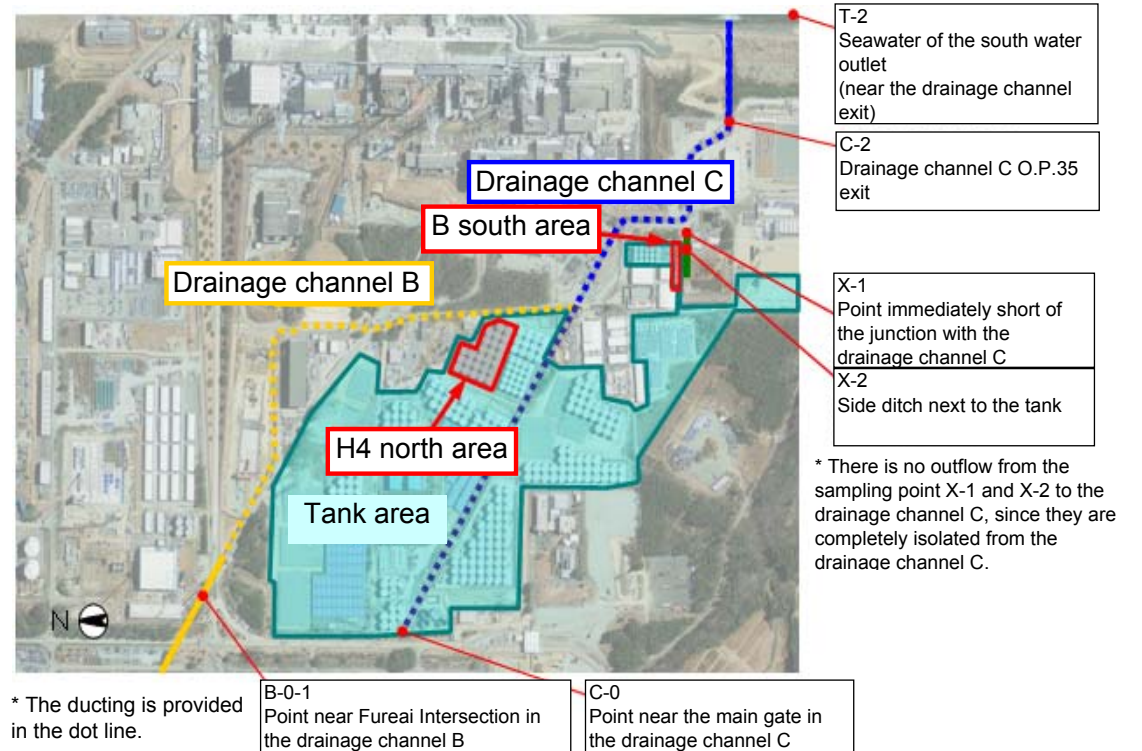 T-2
Seawater of the south water
outlet
(near the drainage channel
exit)
C-2
Drainage channel C O.P.35
exit
Drainage channel C
B south area
Drainage channel B
X-1
Point immediately short of
the junction with the
drainage channel C
X-2
Side ditch next to the tank
H4 north area
Tank area
* There is no outflow from the
sampling point X-1 and X-2 to the
drainage channel C, since they are
completely isolated from the
drainage channel C.
N
* The ducting is provided
in the dot line.
B-0-1
Point near Fureai Intersection in
the drainage channel B
C-0
Point near the main gate in
the drainage channel C